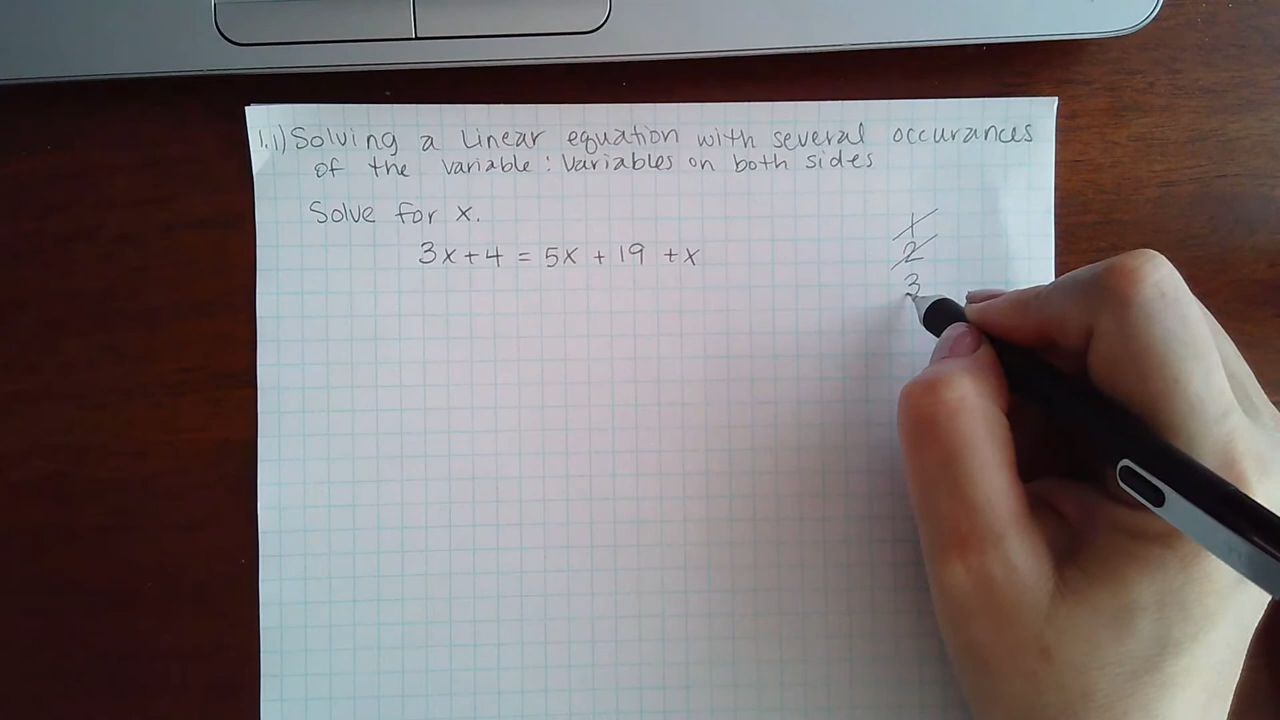 1.1) Solving a Linear equation with several occurances
of the variable: Variables on both sides
Solve for x.
3x+4 = 5x + 19 + x
1
2
3